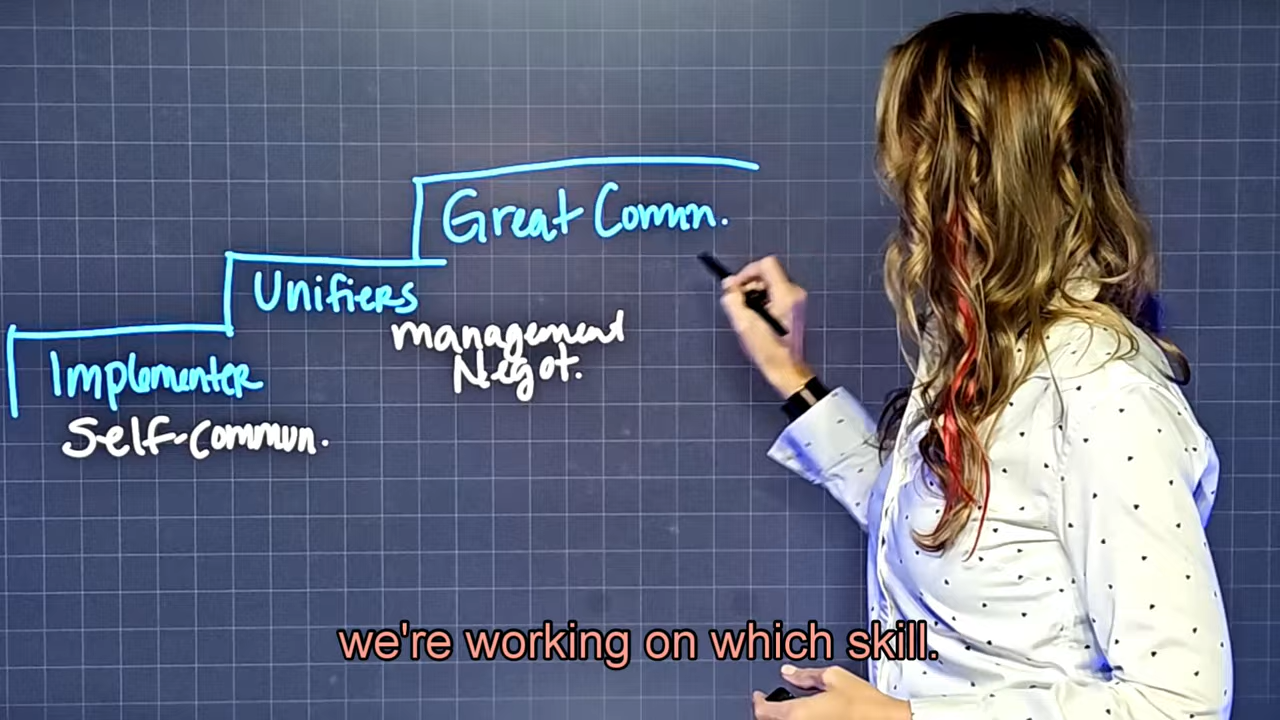 Great Comm.
Unifiers
management
Negot.
Implementer
Self-Commun.
we're working on which skill.